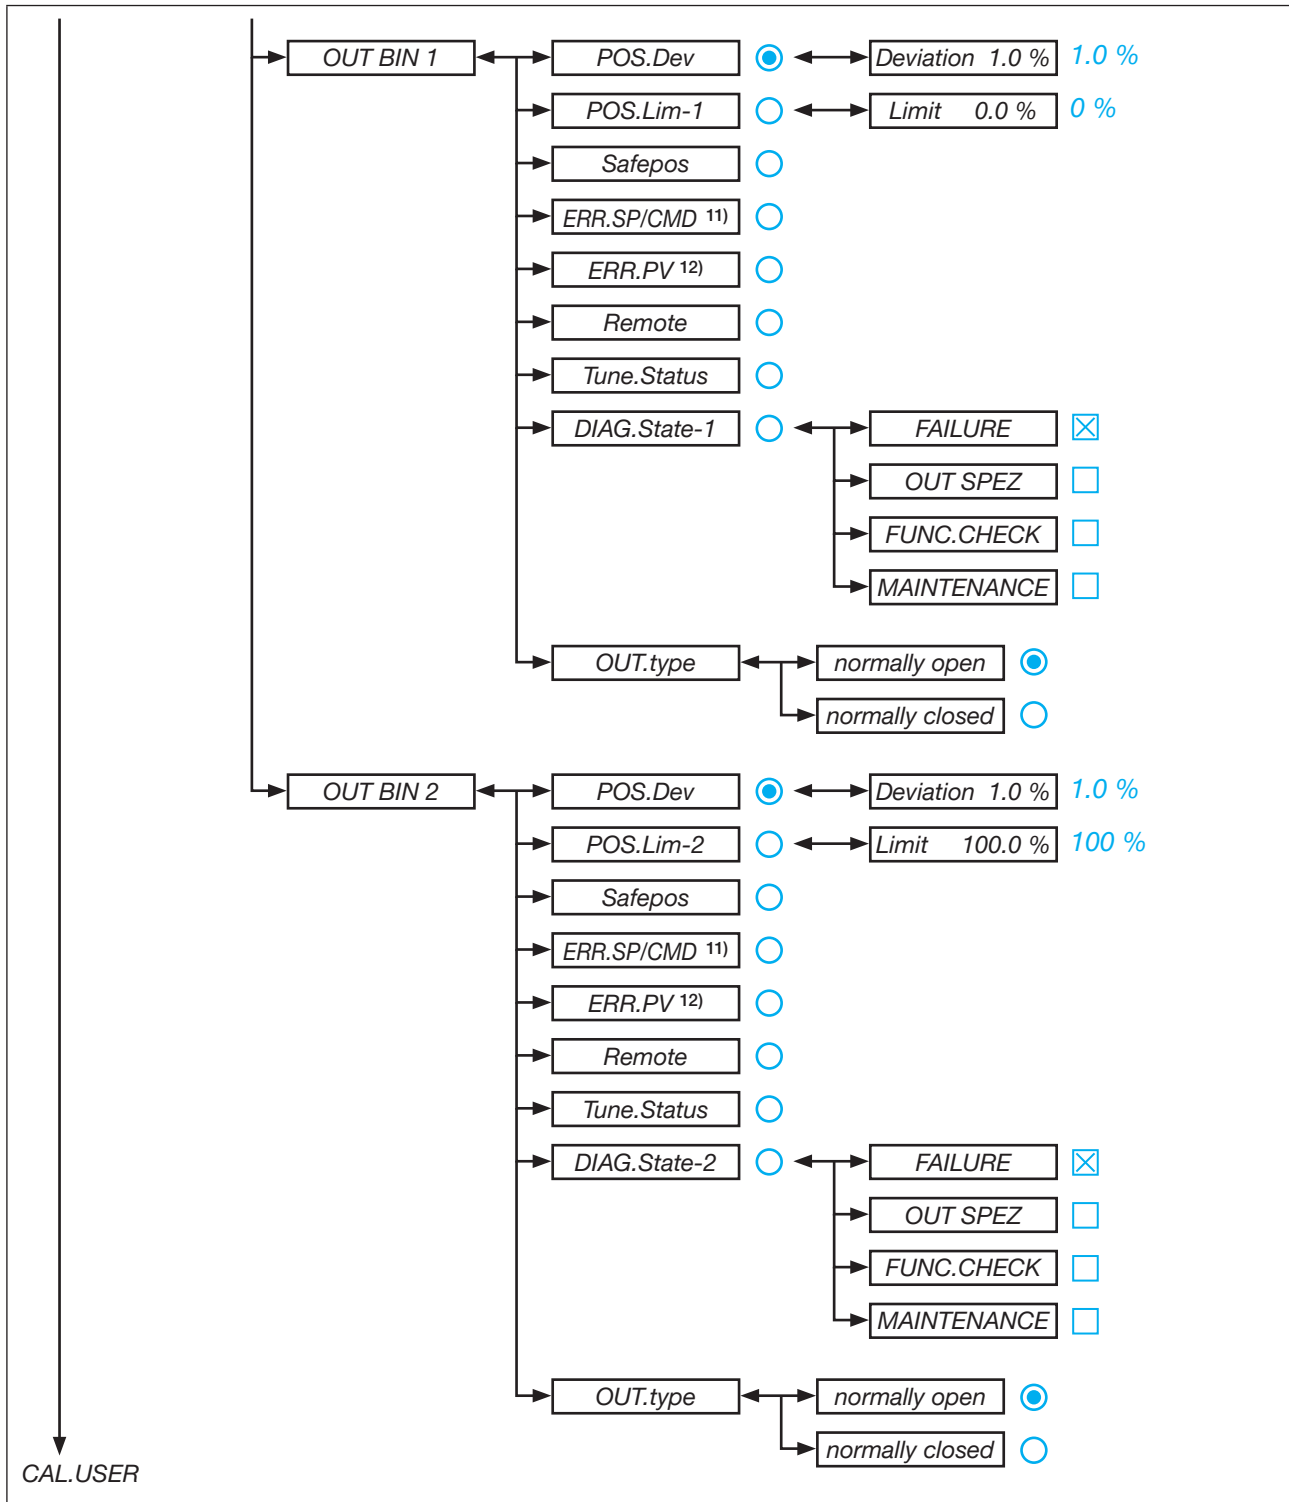 OUT BIN 1 POS.Dev Deviation 1.0 % 1.0 %
POS.Lim-1 Limit 0.0 % 0 %
Safepos
ERR.SP/CMD 11)
ERR.PV 12)
Remote
Tune.Status
DIAG.State-1 FAILURE
OUT SPEZ
FUNC.CHECK
MAINTENANCE
OUT.type normally open
normally closed
OUT BIN 2 POS.Dev Deviation 1.0 % 1.0 %
POS.Lim-2 Limit 100.0 % 100 %
Safepos
ERR.SP/CMD 11)
ERR.PV 12)
Remote
Tune.Status
DIAG.State-2 FAILURE
OUT SPEZ
FUNC.CHECK
MAINTENANCE
OUT.type normally open
normally closed
CAL.USER